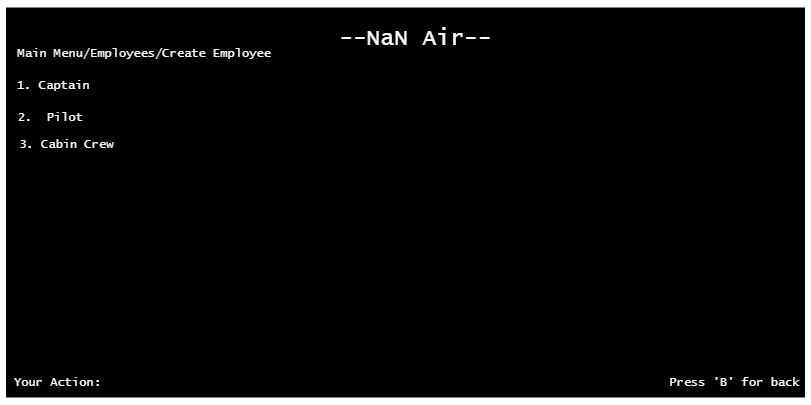 --NaN Air--
Main Menu/Employees/Create Employee
1. Captain
2. Pilot
3. Cabin Crew
Your Action:
Press 'B' for back